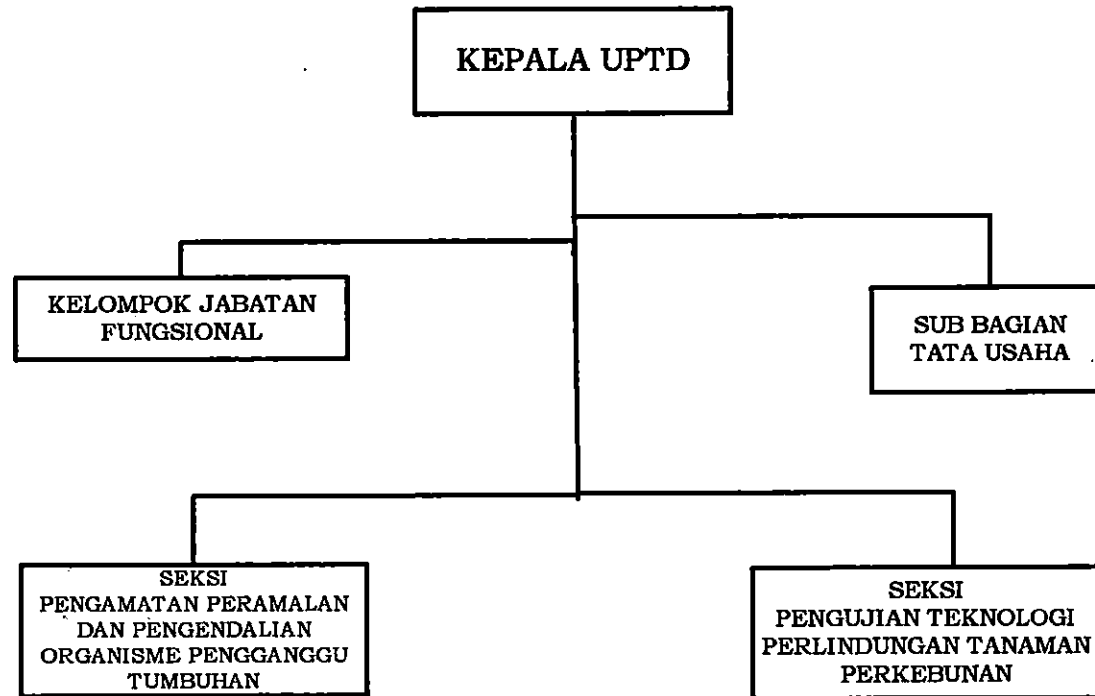 KEPALA UPTD
KELOMPOK JABATAN
FUNGSIONAL
SUB BAGIAN
TATA USAHA
SEKSI
PENGAMATAN PERAMALAN
DAN PENGENDALIAN
ORGANISME PENGGANGGU
TUMBUHAN
SEKSI
PENGUJIAN TEKNOLOGI
PERLINDUNGAN TANAMAN
PERKEBUNAN